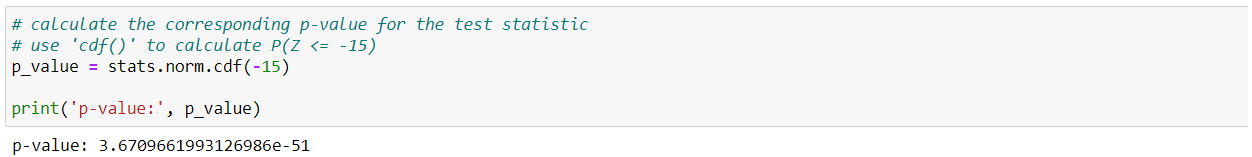 # calculate the corresponding p-value for the test statistic
# use 'cdf()' to calculate P(Z <= -15)
p_value = stats.norm.cdf(-15)
print('p-value:', p_value)
p-value: 3.6709661993126986e-51